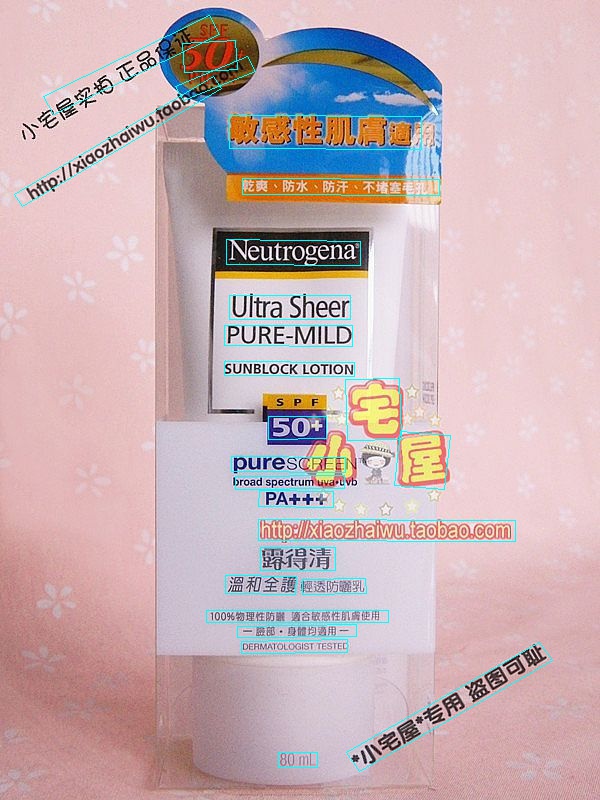 SPF
50+
小宅屋实拍 正品保证
http://xiaozhaiwu.taobao.com
敏感性肌膚適用
乾爽、防水、防汗、不堵塞毛孔
Neutrogena®
Ultra Sheer
PURE-MILD
SUNBLOCK LOTION
SPF
50+
宅
小 屋
pureSCREEN
broad spectrum uva•uvb
PA+++
http://xiaozhaiwu.taobao.com
露得清
溫和全護 輕透防曬乳
100%物理性防曬 適合敏感性肌膚使用
臉部・身體均適用
DERMATOLOGIST TESTED
*小宅屋*专用 盗图可耻
80 mL